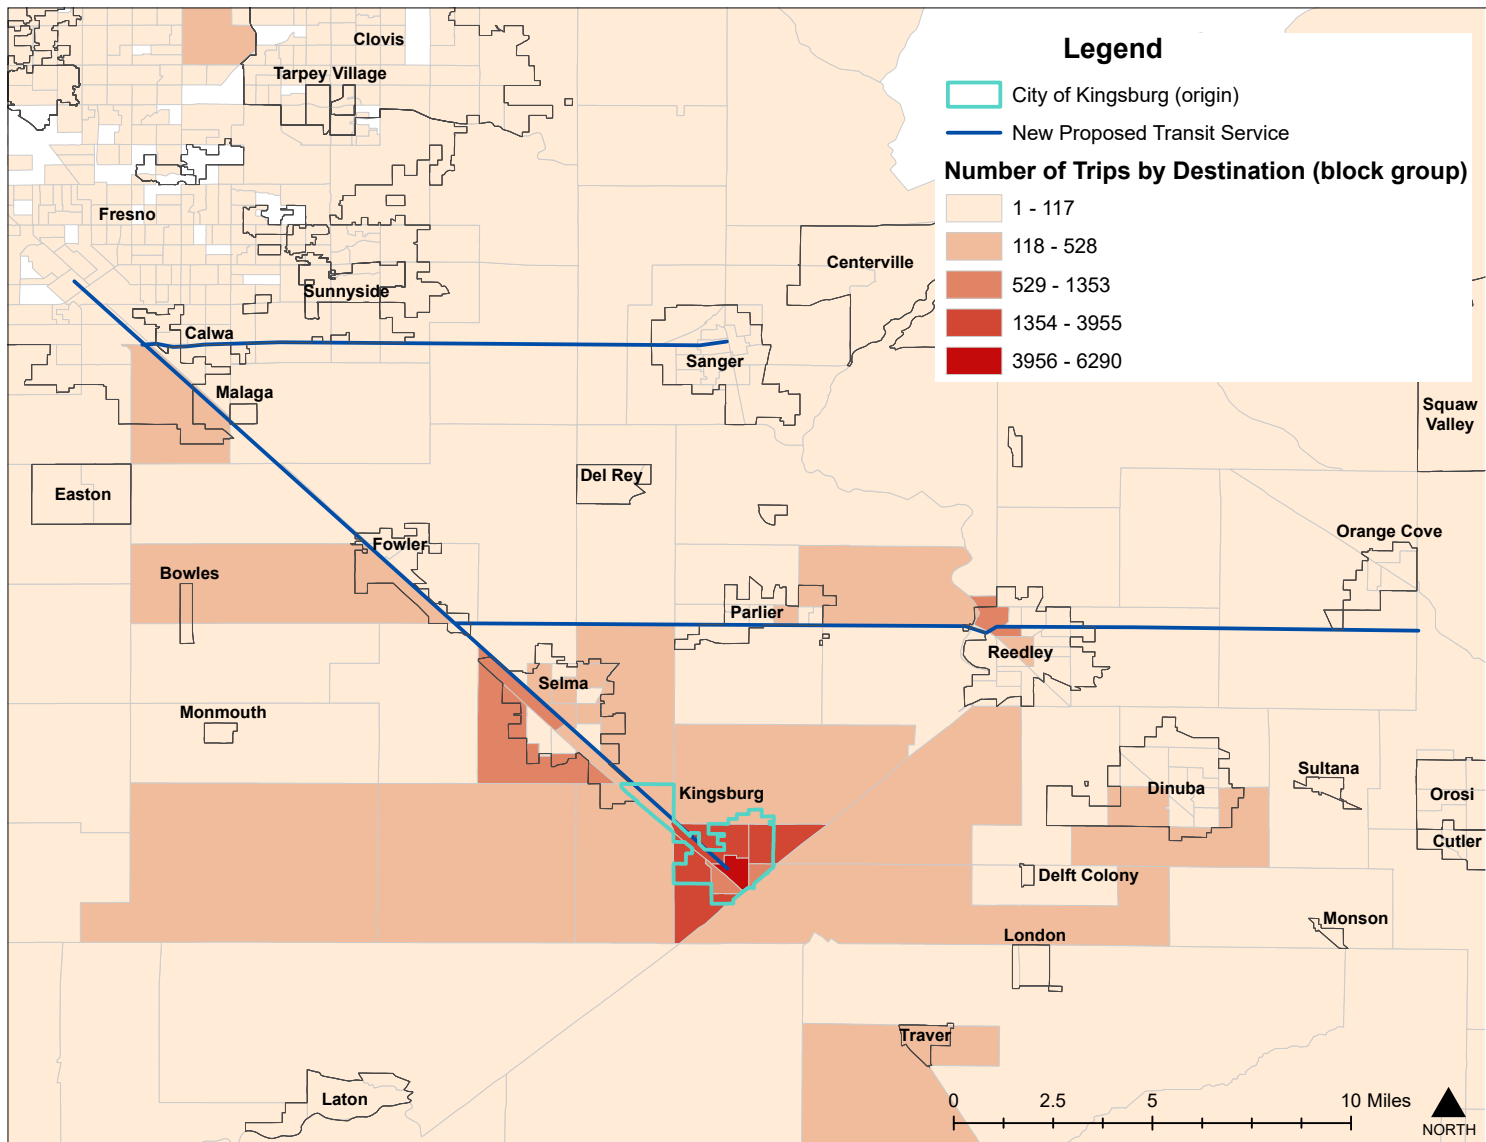 Clovis
Tarpey Village
Fresno
Sunnyside
Calwa
Malaga
Centerville
Sanger
Easton
Del Rey
Fowler
Bowles
Parlier
Reedley
Orange Cove
Squaw
Valley
Selma
Monmouth
Kingsburg
Dinuba
Sultana
Orosi
Cutler
Delft Colony
Monson
London
Traver
Laton
Legend
City of Kingsburg (origin)
New Proposed Transit Service
Number of Trips by Destination (block group)
1 - 117
118 - 528
529 - 1353
1354 - 3955
3956 - 6290
0 2.5 5 10 Miles
NORTH